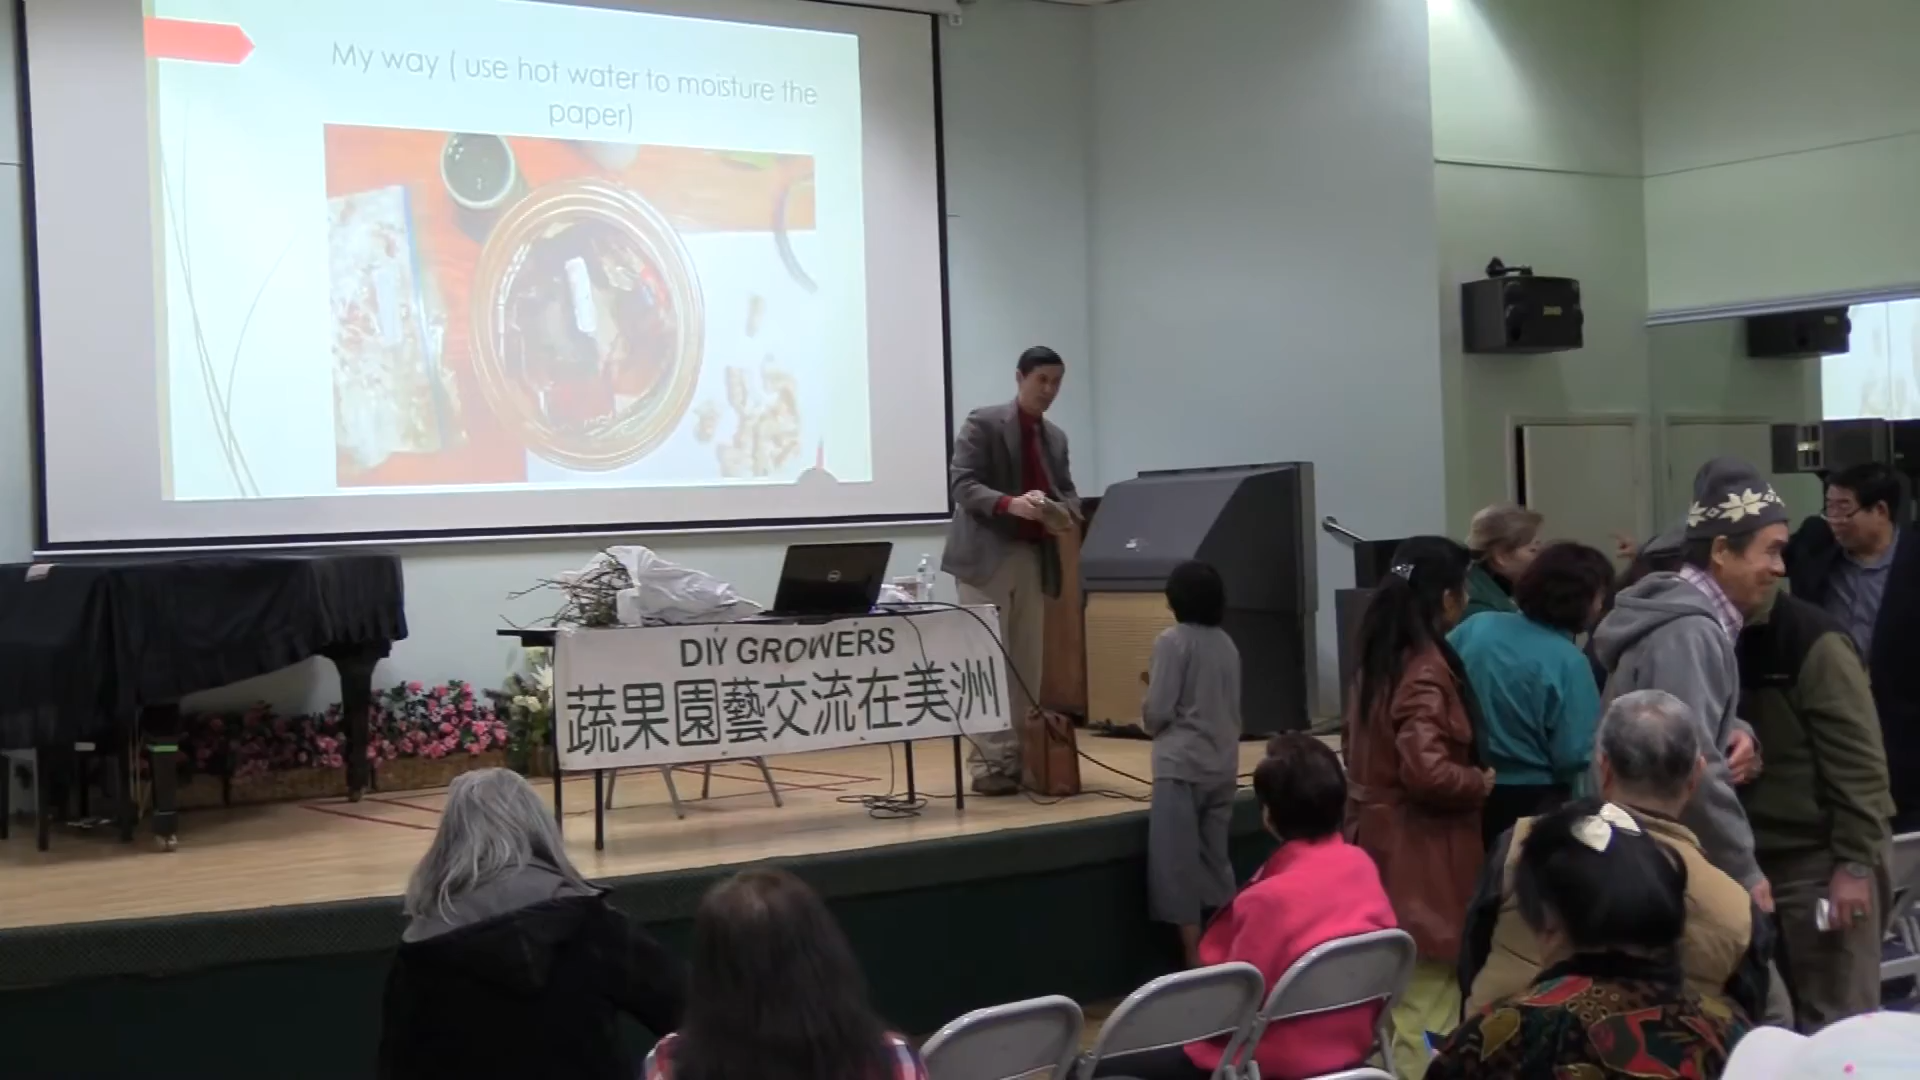 My way ( use hot water to moisture the
paper)
DIY GROWERS
蔬果園藝交流在美洲